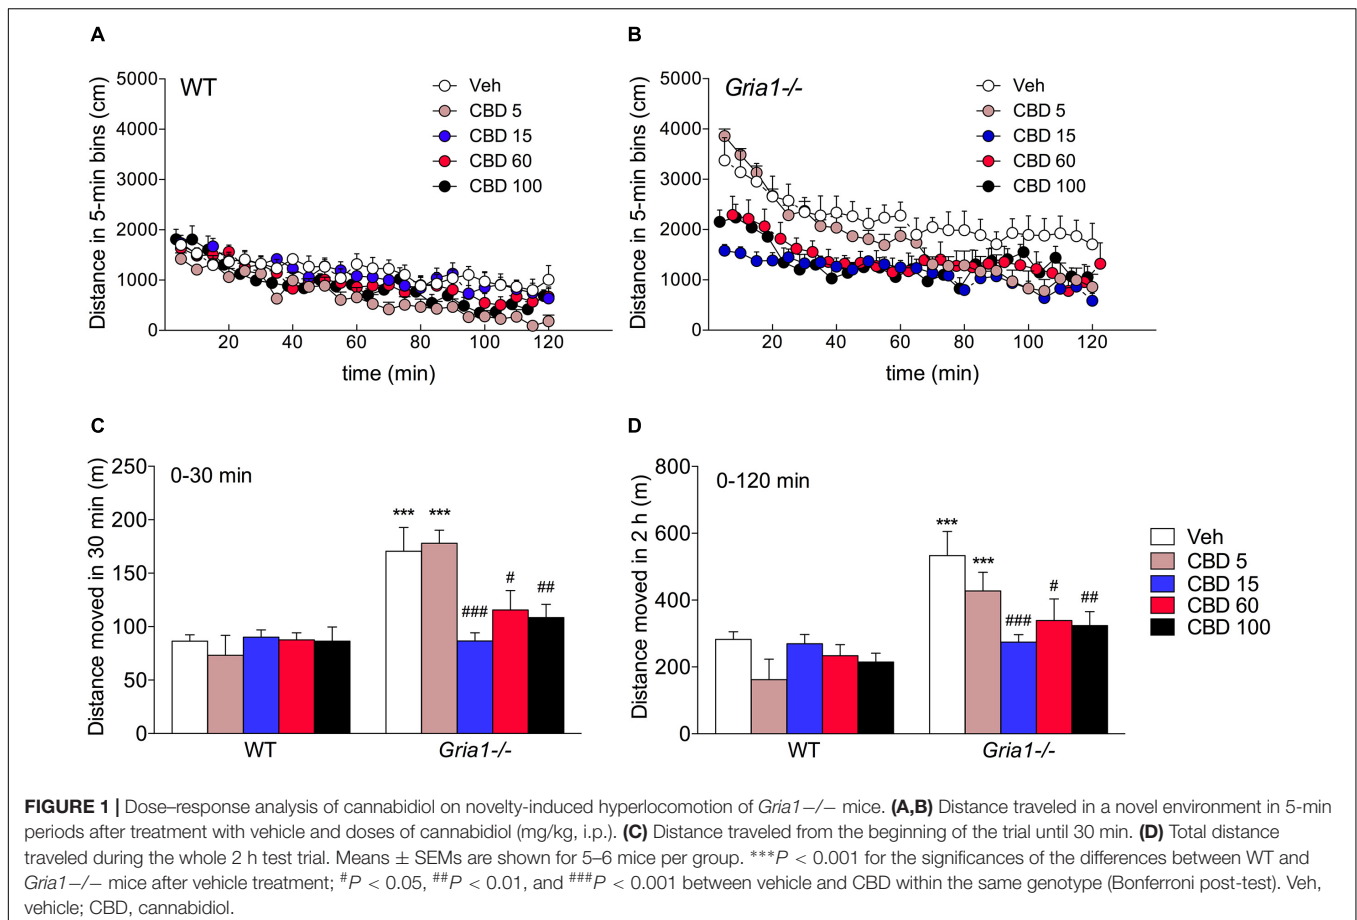 A
WT
Veh
CBD 5
CBD 15
CBD 60
CBD 100
Distance in 5-min bins (cm)
5000
4000
3000
2000
1000
0
20 40 60 80 100 120
time (min)
B
Gria1-/-
Veh
CBD 5
CBD 15
CBD 60
CBD 100
Distance in 5-min bins (cm)
5000
4000
3000
2000
1000
0
20 40 60 80 100 120
time (min)
C
0-30 min
Distance moved in 30 min (m)
250
200
150
100
50
0
*** *** ### # ##
WT Gria1-/-
D
0-120 min
Distance moved in 2 h (m)
800
600
400
200
0
*** *** ### # ##
WT Gria1-/-
Veh
CBD 5
CBD 15
CBD 60
CBD 100
FIGURE 1 | Dose–response analysis of cannabidiol on novelty-induced hyperlocomotion of Gria1−/− mice. (A,B) Distance traveled in a novel environment in 5-min
periods after treatment with vehicle and doses of cannabidiol (mg/kg, i.p.). (C) Distance traveled from the beginning of the trial until 30 min. (D) Total distance
traveled during the whole 2 h test trial. Means ± SEMs are shown for 5–6 mice per group. ***P < 0.001 for the significances of the differences between WT and
Gria1−/− mice after vehicle treatment; #P < 0.05, ##P < 0.01, and ###P < 0.001 between vehicle and CBD within the same genotype (Bonferroni post-test). Veh,
vehicle; CBD, cannabidiol.